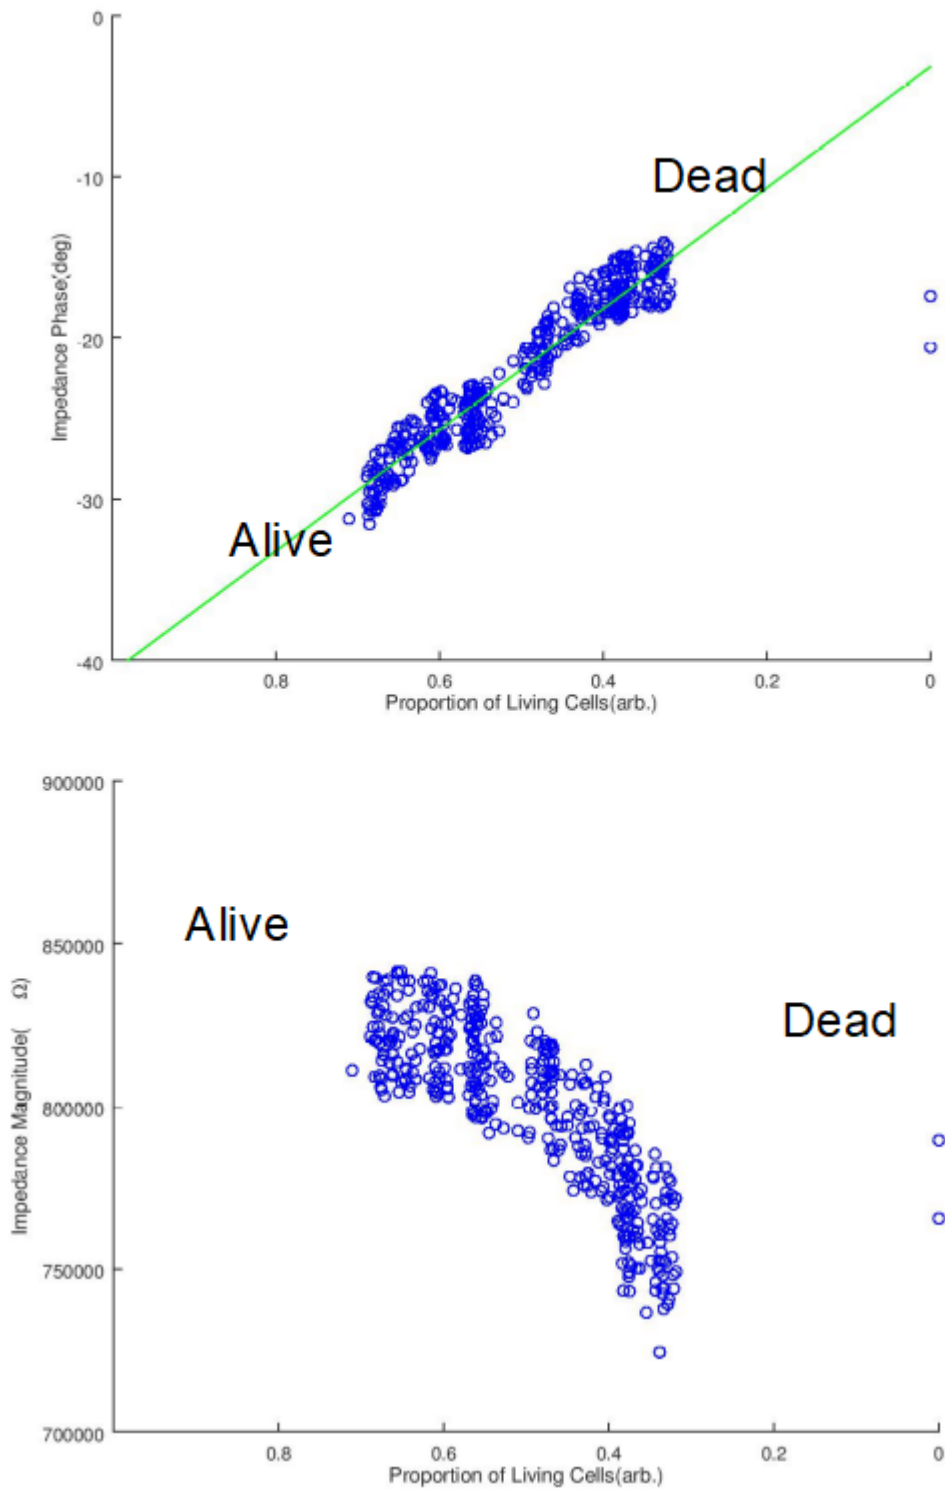 0
-10
-20
-30
-40
Impedance Phase(deg)
Dead
Alive
0.8
0.6
0.4
0.2
0
Proportion of Living Cells(arb.)
900000
850000
800000
750000
700000
Impedance Magnitude( Ω)
Alive
Dead
0.8
0.6
0.4
0.2
0
Proportion of Living Cells(arb.)